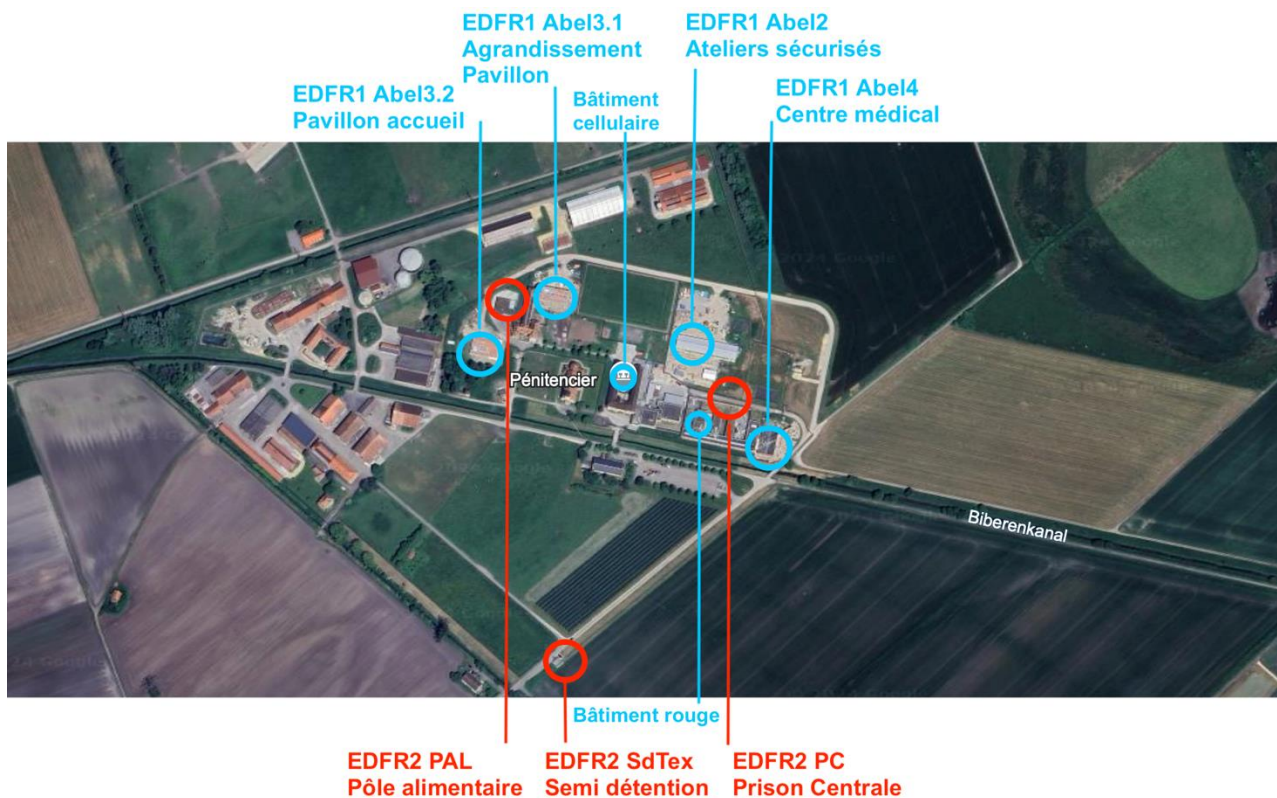 EDFR1 Abel3.1
Agrandissement
Pavillon
EDFR1 Abel2
Ateliers sécurisés
EDFR1 Abel3.2
Pavillon accueil
Bâtiment
cellulaire
EDFR1 Abel4
Centre médical
Pénitencier
Biberenkanal
Bâtiment rouge
EDFR2 PAL
Pôle alimentaire
EDFR2 SdTex
Semi détention
EDFR2 PC
Prison Centrale